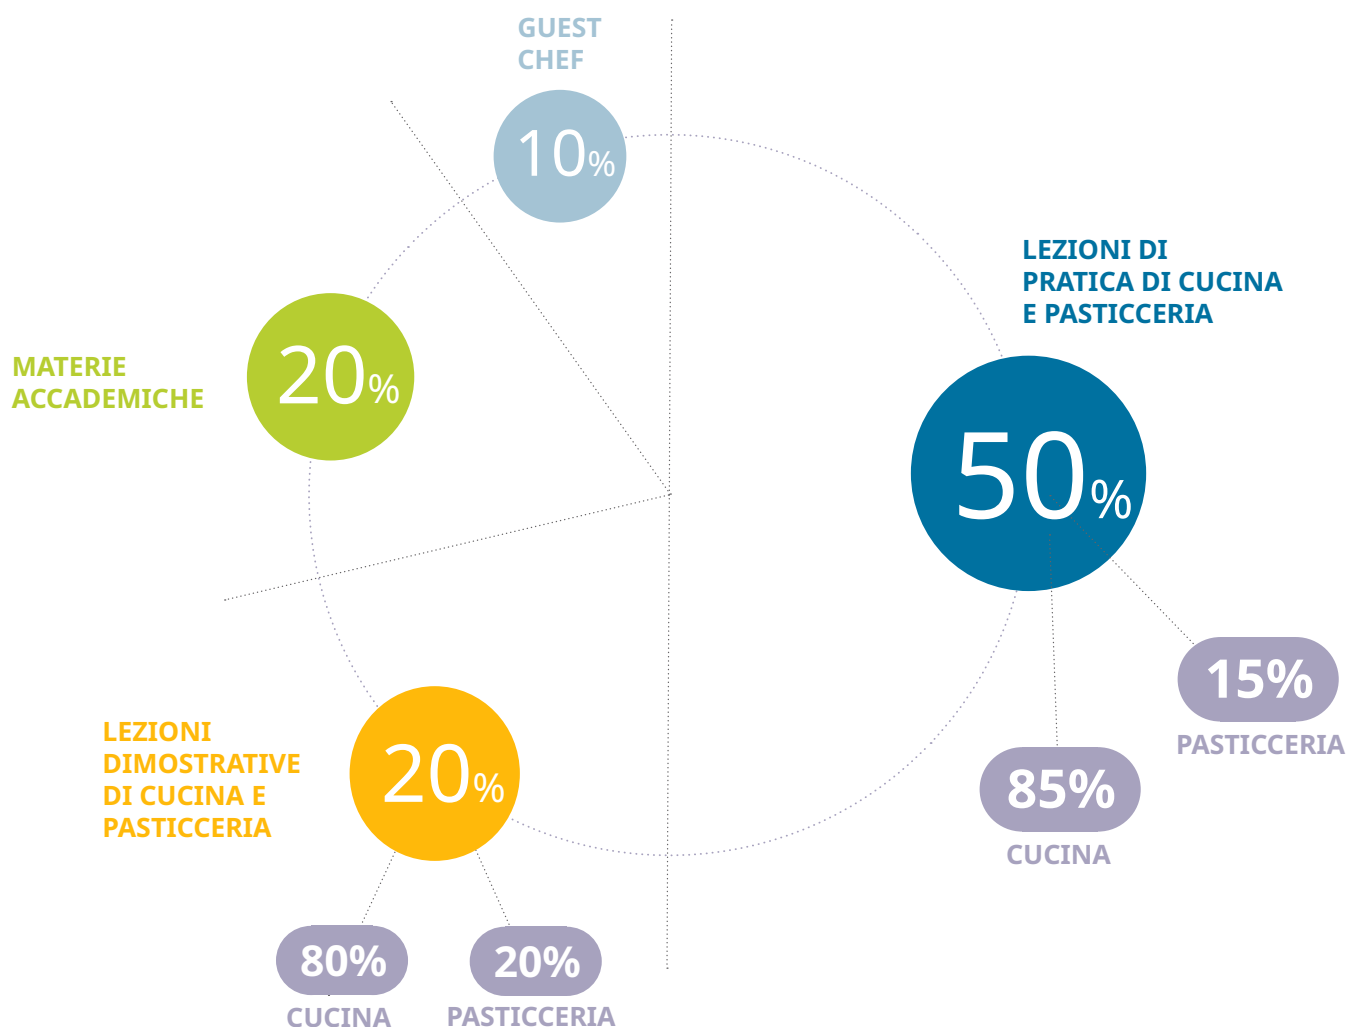 GUEST
CHEF
10%
LEZIONI DI
PRATICA DI CUCINA
E PASTICCERIA
50%
15%
PASTICCERIA
85%
CUCINA
MATERIE
ACCADEMICHE
20%
LEZIONI
DIMOSTRATIVE
DI CUCINA E
PASTICCERIA
20%
80%
CUCINA
20%
PASTICCERIA